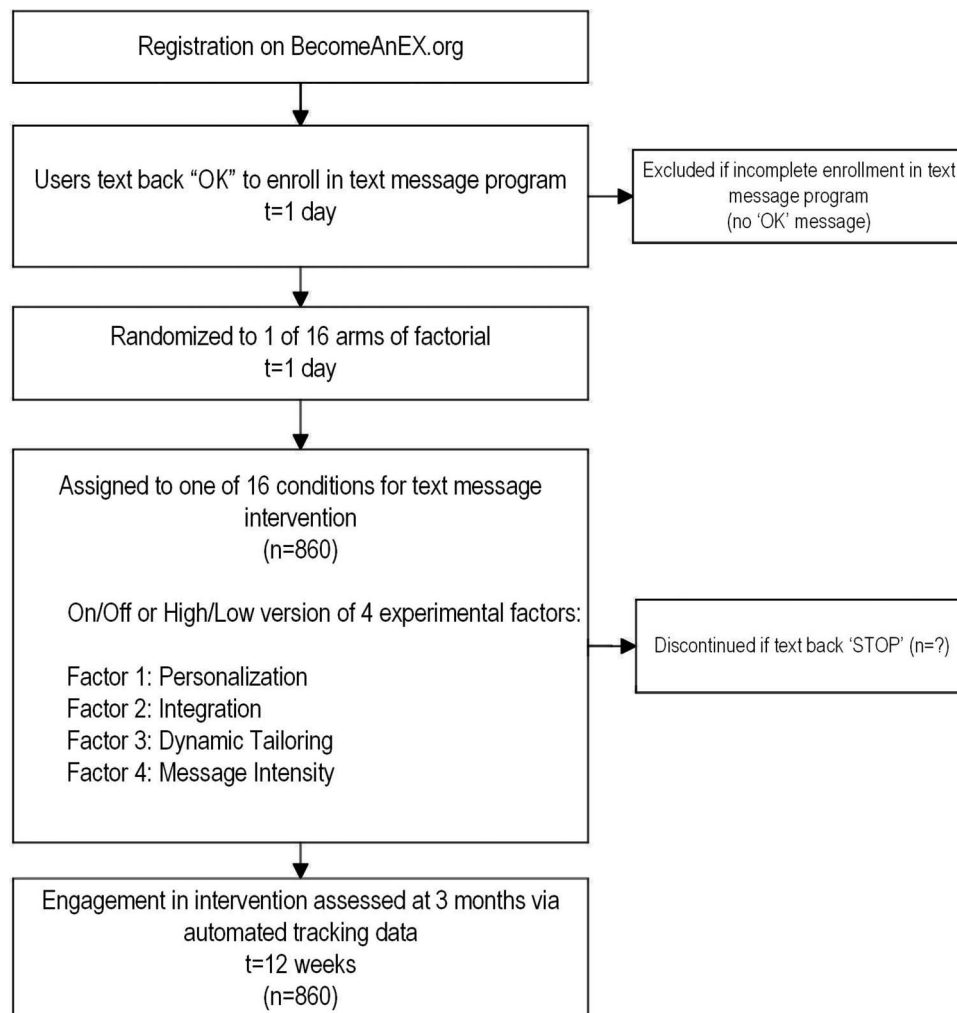 Registration on BecomeAnEX.org
Users text back “OK” to enroll in text message program
t=1 day
Excluded if incomplete enrollment in text
message program
(no ‘OK’ message)
Randomized to 1 of 16 arms of factorial
t=1 day
Assigned to one of 16 conditions for text message
intervention
(n=860)
On/Off or High/Low version of 4 experimental factors:
Factor 1: Personalization
Factor 2: Integration
Factor 3: Dynamic Tailoring
Factor 4: Message Intensity
Discontinued if text back ‘STOP’ (n=?)
Engagement in intervention assessed at 3 months via
automated tracking data
t=12 weeks
(n=860)